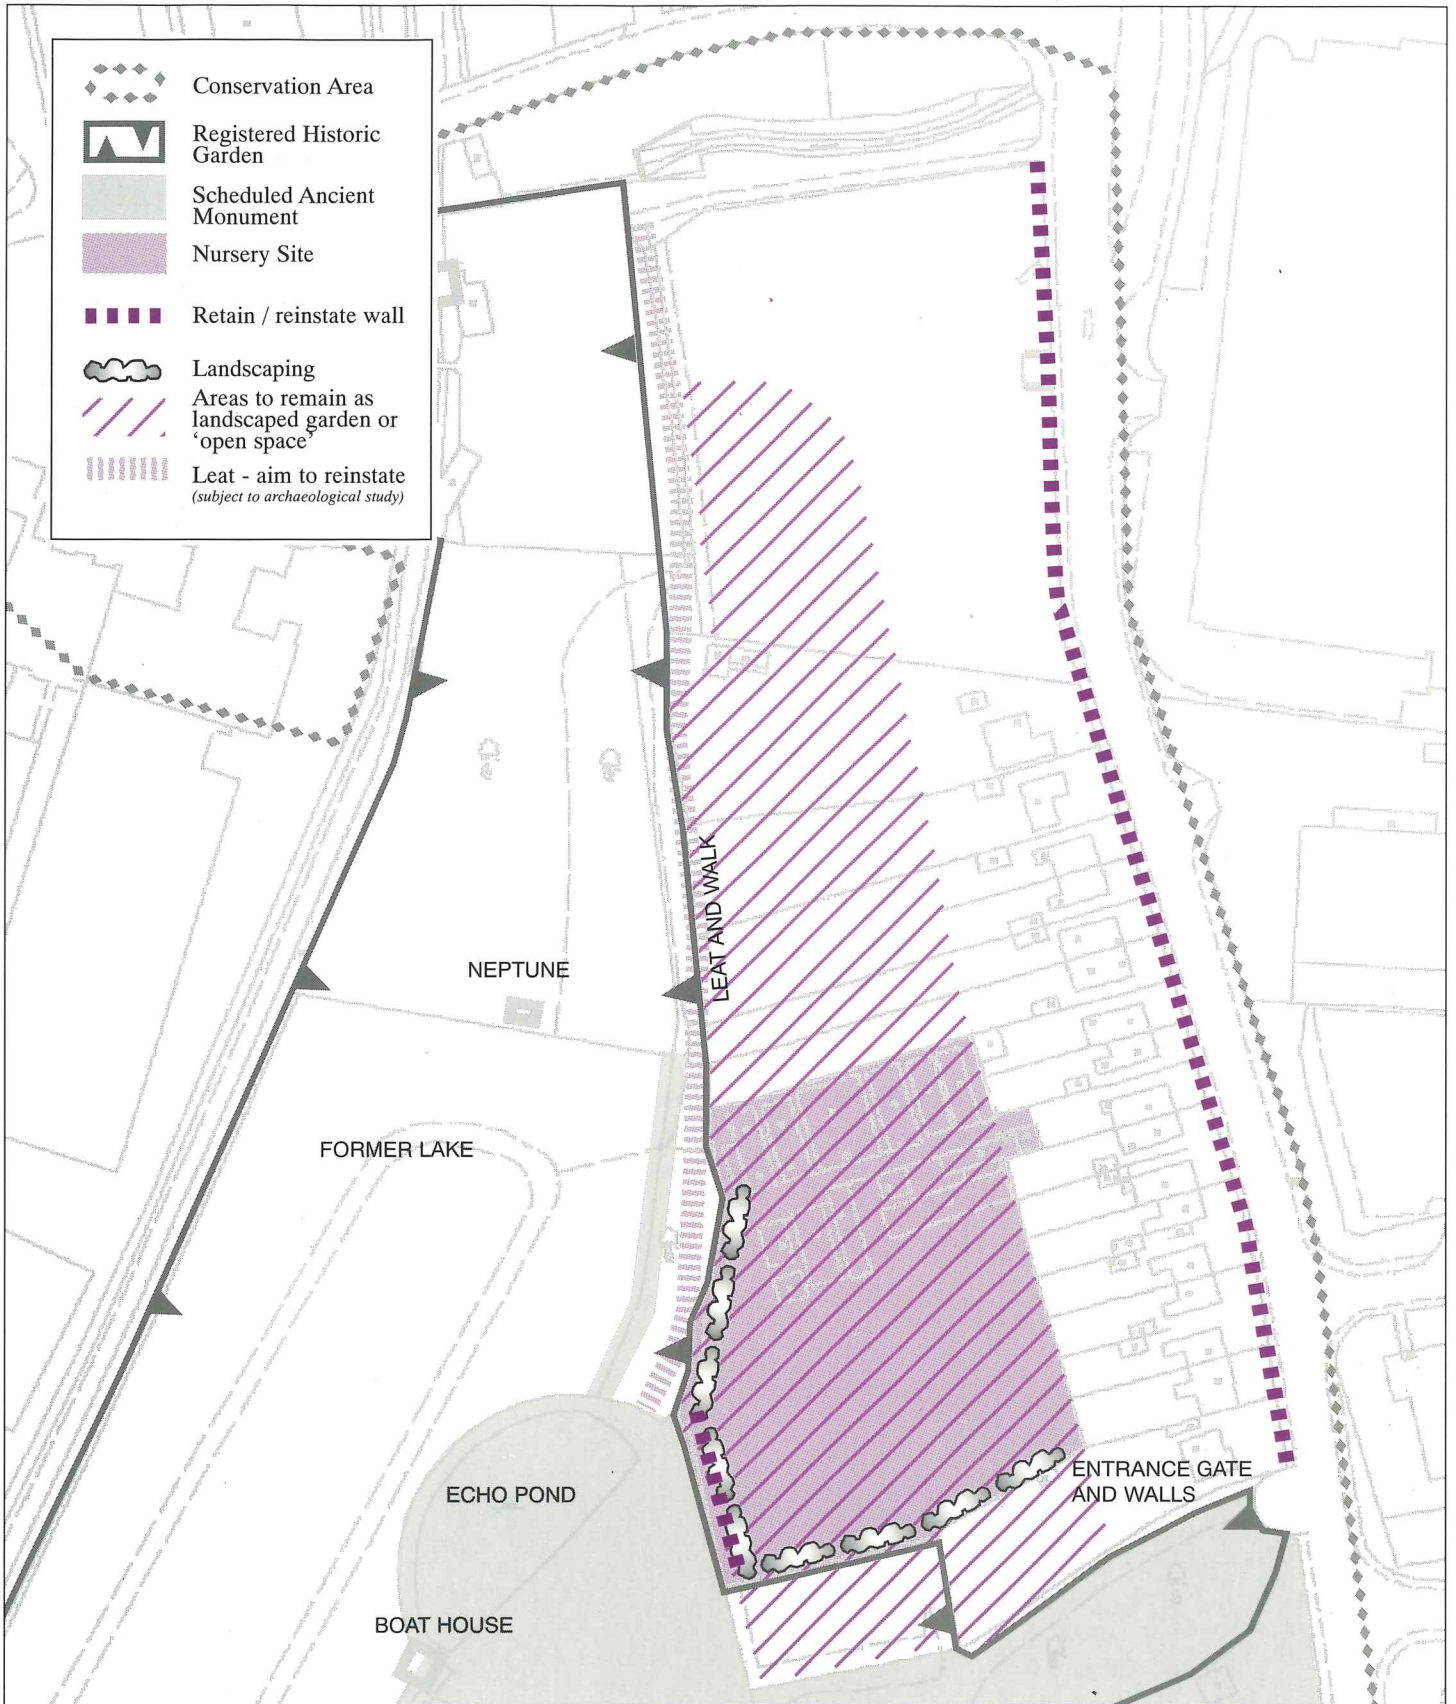 Conservation Area
Registered Historic
Garden
Scheduled Ancient
Monument
Nursery Site
Retain / reinstate wall
Landscaping
Areas to remain as
landscaped garden or
‘open space’
Leat - aim to reinstate
(subject to archaeological study)
LEAT AND WALK
NEPTUNE
FORMER LAKE
ENTRANCE GATE
AND WALLS
ECHO POND
BOAT HOUSE